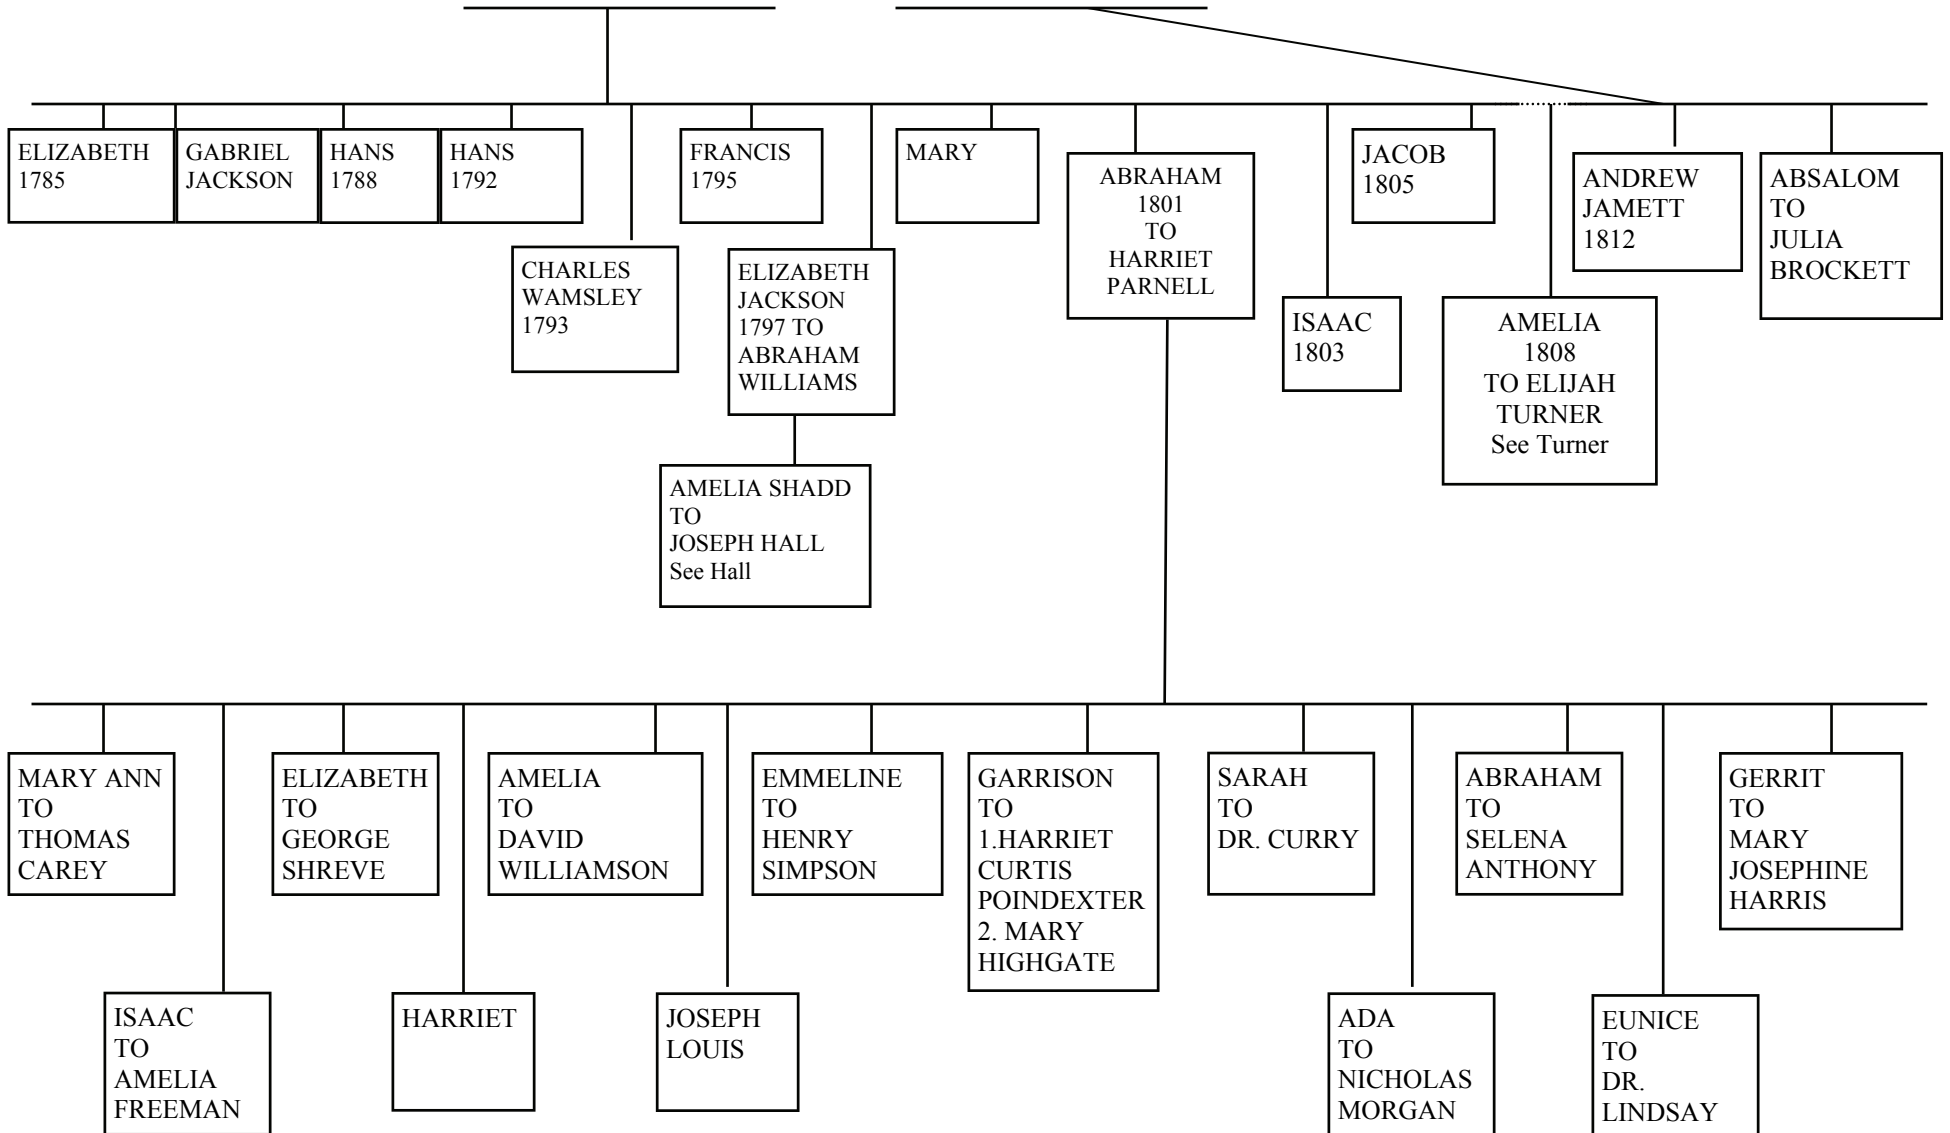 ELIZABETH
1785
GABRIEL
JACKSON
HANS
1788
HANS
1792
CHARLES
WAMSLEY
1793
FRANCIS
1795
ELIZABETH
JACKSON
1797 TO
ABRAHAM
WILLIAMS
AMELIA SHADD
TO
JOSEPH HALL
See Hall
MARY
ABRAHAM
1801
TO
HARRIET
PARNELL
ISAAC
1803
JACOB
1805
AMELIA
1808
TO ELIJAH
TURNER
See Turner
ANDREW
JAMETT
1812
ABSALOM
TO
JULIA
BROCKETT
MARY ANN
TO
THOMAS
CAREY
ISAAC
TO
AMELIA
FREEMAN
ELIZABETH
TO
GEORGE
SHREVE
HARRIET
AMELIA
TO
DAVID
WILLIAMSON
JOSEPH
LOUIS
EMMELINE
TO
HENRY
SIMPSON
GARRISON
TO
1.HARRIET
CURTIS
POINDEXTER
2. MARY
HIGHGATE
SARAH
TO
DR. CURRY
ADA
TO
NICHOLAS
MORGAN
ABRAHAM
TO
SELENA
ANTHONY
EUNICE
TO
DR.
LINDSAY
GERRIT
TO
MARY
JOSEPHINE
HARRIS